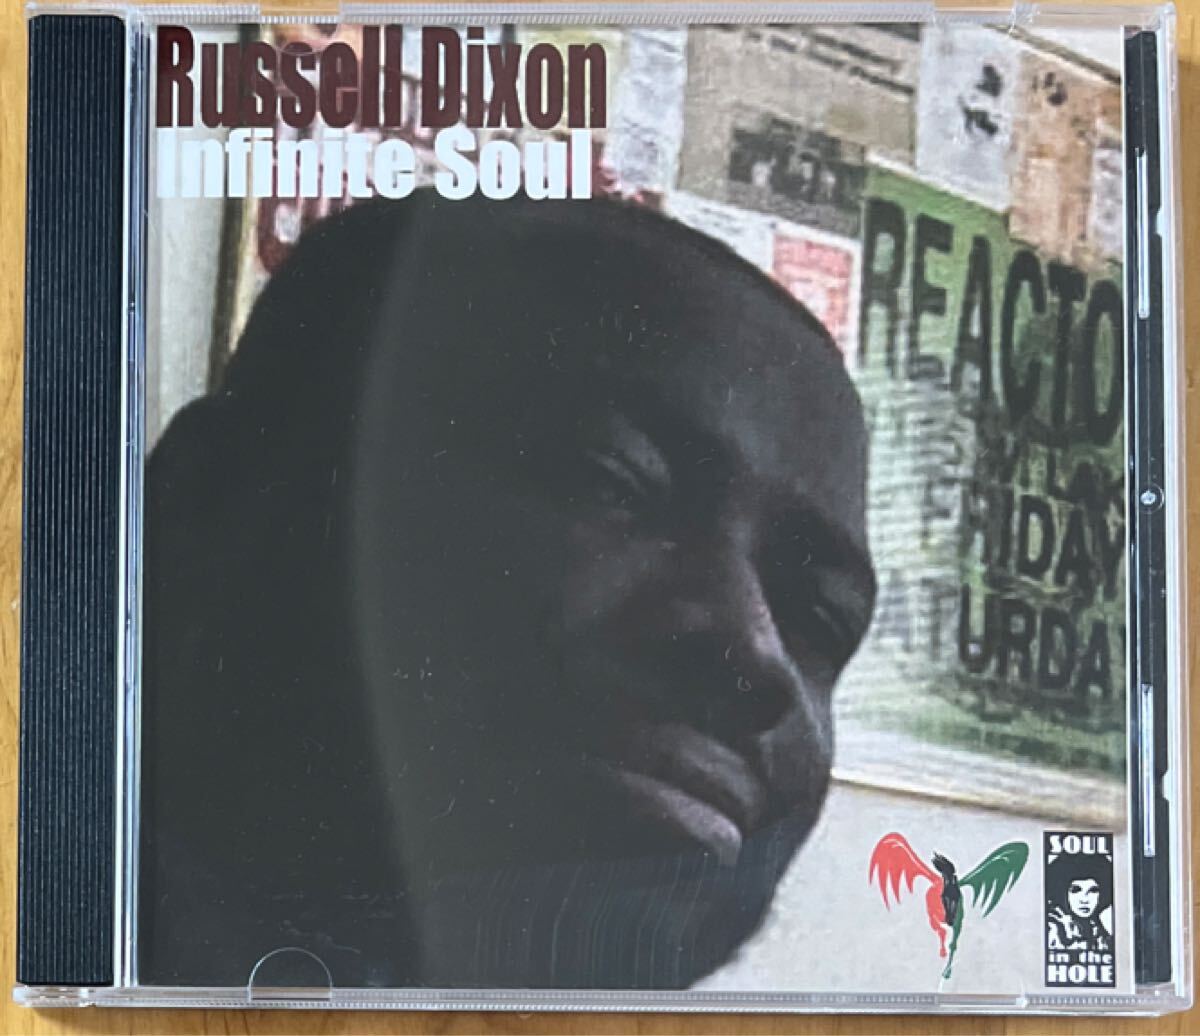 Russell Dixon
Infinite Soul
REACTO
FRIDAY
URDA
SOUL
in the
HOLE